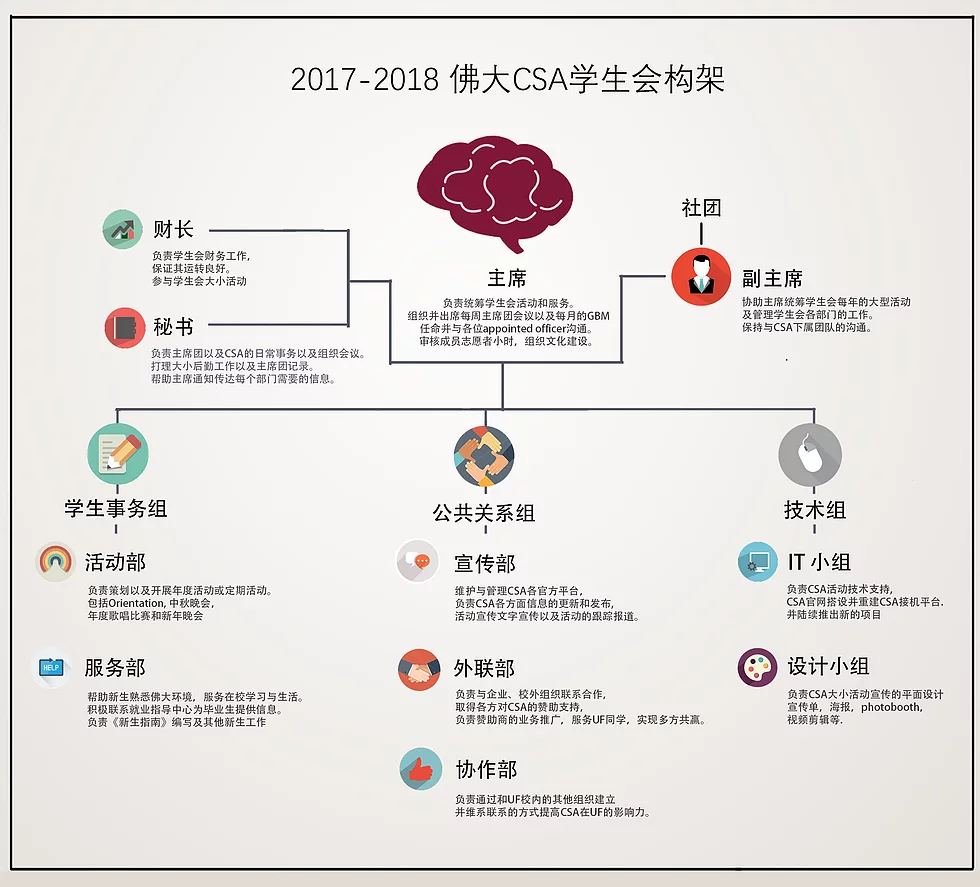 2017-2018 佛大CSA学生会构架
财长
负责学生会财务工作，
保证其运转良好。
参与学生会大小活动
秘书
负责主席团以及CSA的日常事务以及组织会议。
打理大小后勤工作以及主席团记录。
帮助主席通知传达每个部门需要的信息。
主席
负责统筹学生会活动和服务。
组织并出席每周主席团会议以及每月的GBM
任命并与各位appointed officer沟通。
审核成员志愿者小时，组织文化建设。
社团
副主席
协助主席统筹学生会每年的大型活动
及管理学生会各部门的工作。
保持与CSA下属团队的沟通。
学生事务组
活动部
负责策划以及开展年度活动或定期活动。
包括Orientation, 中秋晚会，
年度歌唱比赛和新年晚会
HELP
服务部
帮助新生熟悉佛大环境，服务在校学习与生活。
积极联系就业指导中心为毕业生提供信息。
负责《新生指南》编写及其他新生工作
公共关系组
宣传部
维护与管理CSA各官方平台，
负责CSA各方面信息的更新和发布，
活动宣传文字宣传以及活动的跟踪报道。
外联部
负责与企业、校外组织联系合作，
取得各方对CSA的赞助支持，
负责赞助商的业务推广，服务UF同学，实现多方共赢。
协作部
负责通过和UF校内的其他组织建立
并维系联系的方式提高CSA在UF的影响力。
技术组
IT 小组
负责CSA活动技术支持,
CSA官网搭设并重建CSA接机平台.
并陆续推出新的项目
设计小组
负责CSA大小活动宣传的平面设计
宣传单，海报，photobooth,
视频剪辑等.